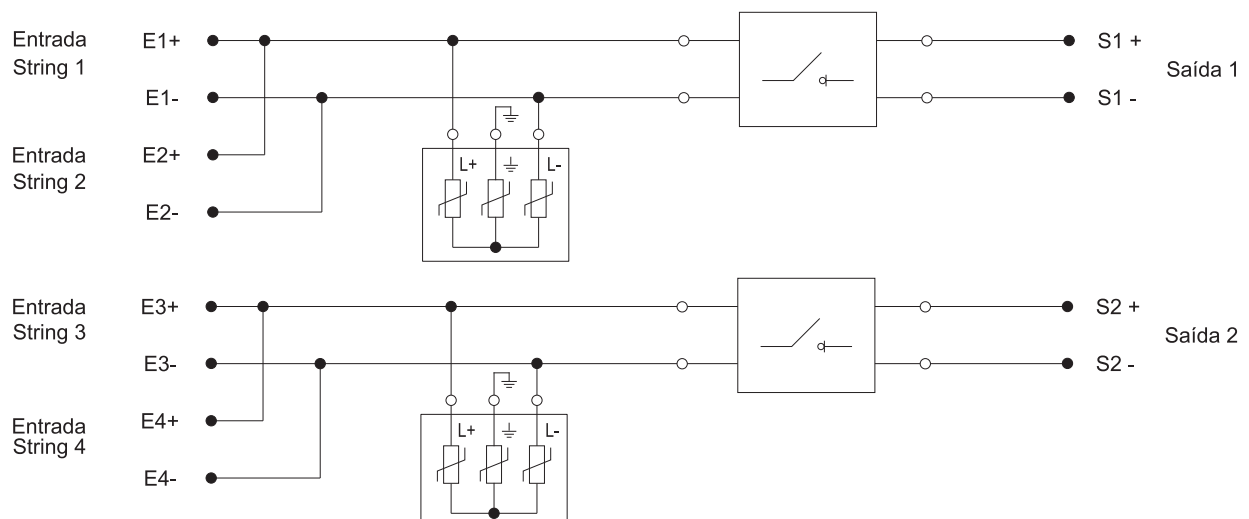 Entrada
String 1
E1+
E1-
Entrada
String 2
E2+
E2-
L+
L-
S1 +
S1 -
Saída 1
Entrada
String 3
E3+
E3-
Entrada
String 4
E4+
E4-
L+
L-
S2 +
S2 -
Saída 2